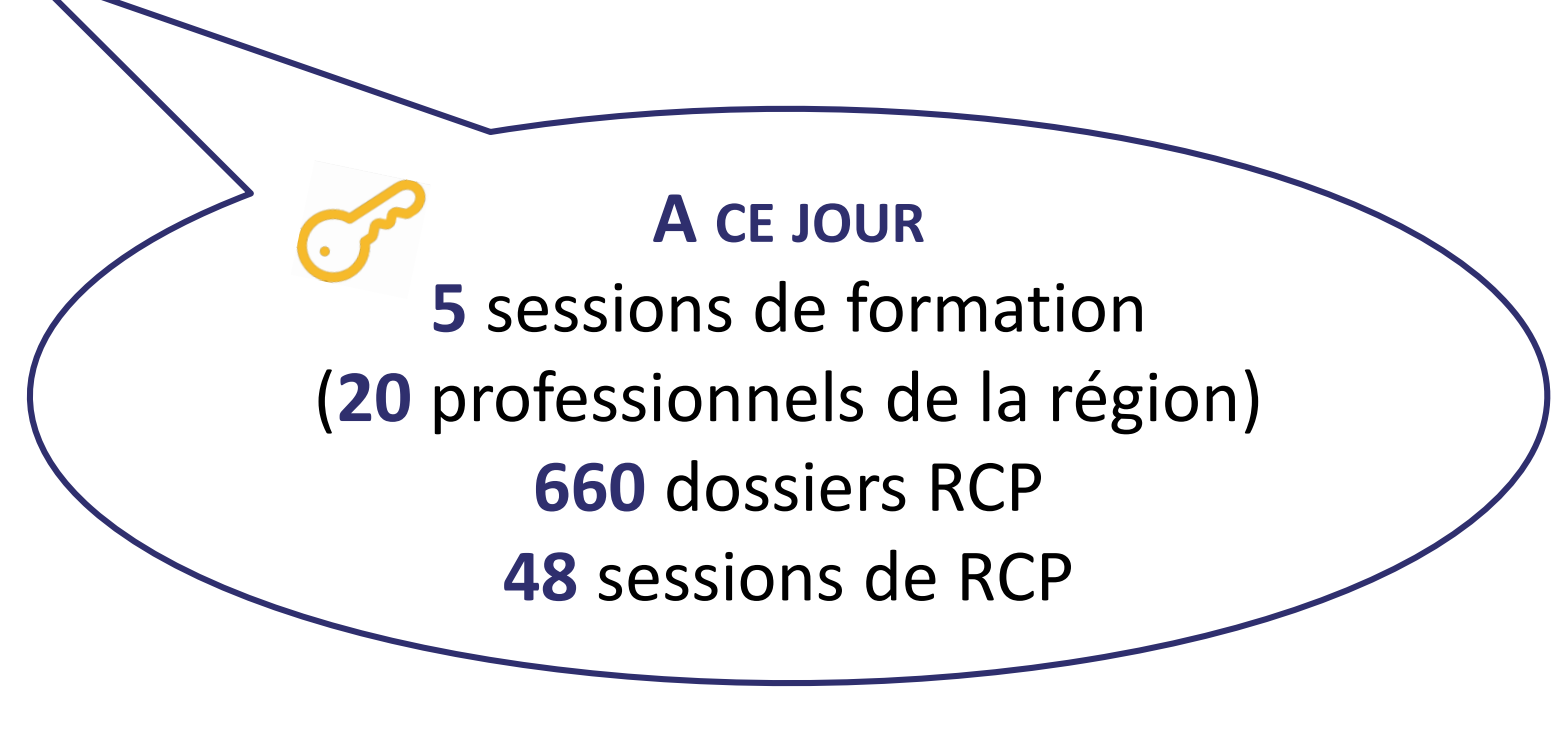 A CE JOUR
5 sessions de formation
(20 professionnels de la région)
660 dossiers RCP
48 sessions de RCP